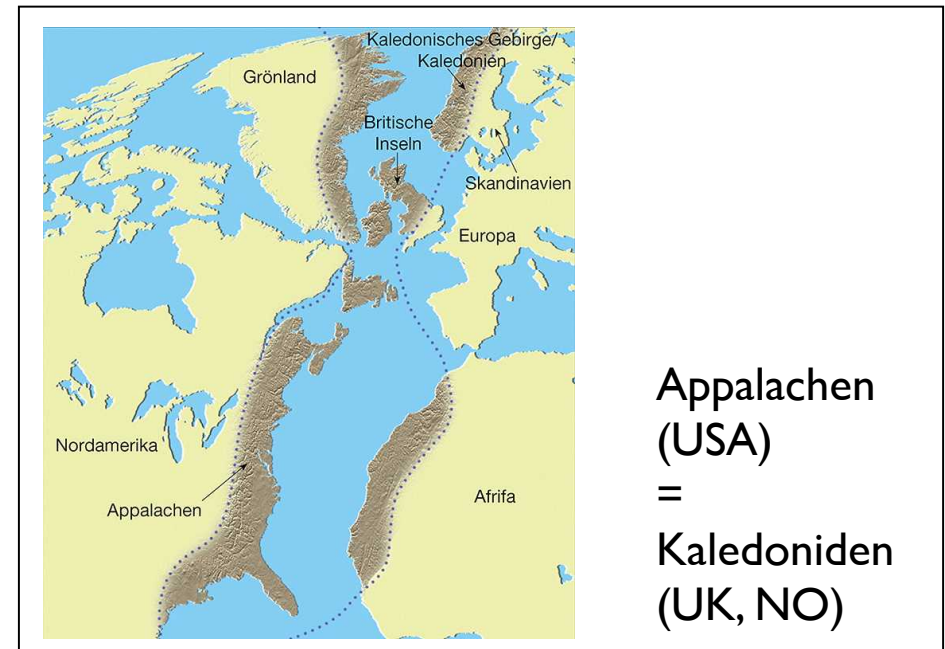 Kaledonisches Gebirge/
Kaledonien
Grönland
Britische
Inseln
Skandinavien
Europa
Nordamerika
Appalachen
Afrifa
Appalachen
(USA)
=
Kaledoniden
(UK, NO)